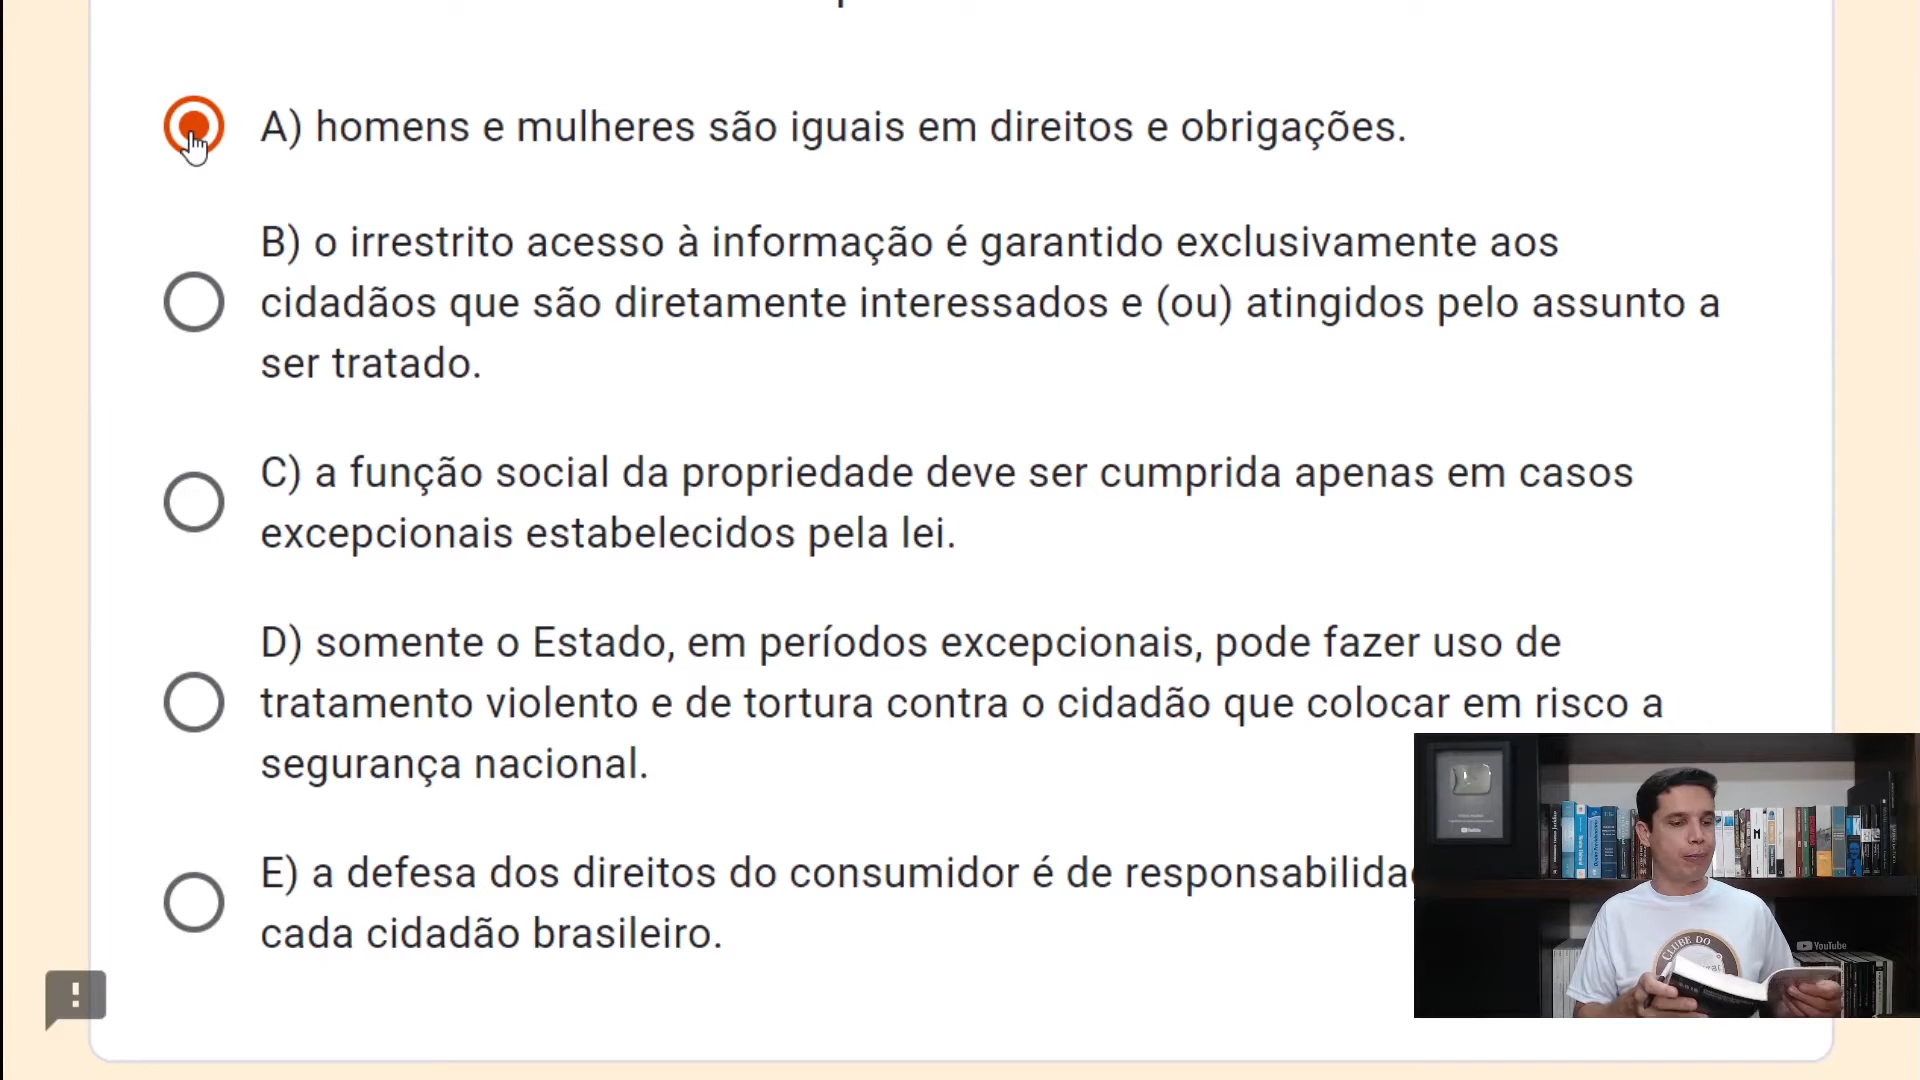 A) homens e mulheres são iguais em direitos e obrigações.
B) o irrestrito acesso à informação é garantido exclusivamente aos
cidadãos que são diretamente interessados e (ou) atingidos pelo assunto a
ser tratado.
C) a função social da propriedade deve ser cumprida apenas em casos
excepcionais estabelecidos pela lei.
D) somente o Estado, em períodos excepcionais, pode fazer uso de
tratamento violento e de tortura contra o cidadão que colocar em risco a
segurança nacional.
E) a defesa dos direitos do consumidor é de
cada cidadão brasileiro.
!
CLUBE DO
YouTube